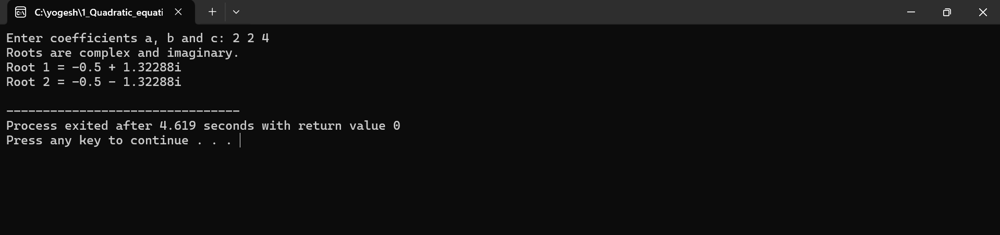 C:\yogesh\1_Quadratic_equati
Enter coefficients a, b and c: 2 2 4
Roots are complex and imaginary.
Root 1 = -0.5 + 1.32288i
Root 2 = -0.5 - 1.32288i
--------------------------------
Process exited after 4.619 seconds with return value 0
Press any key to continue . . .